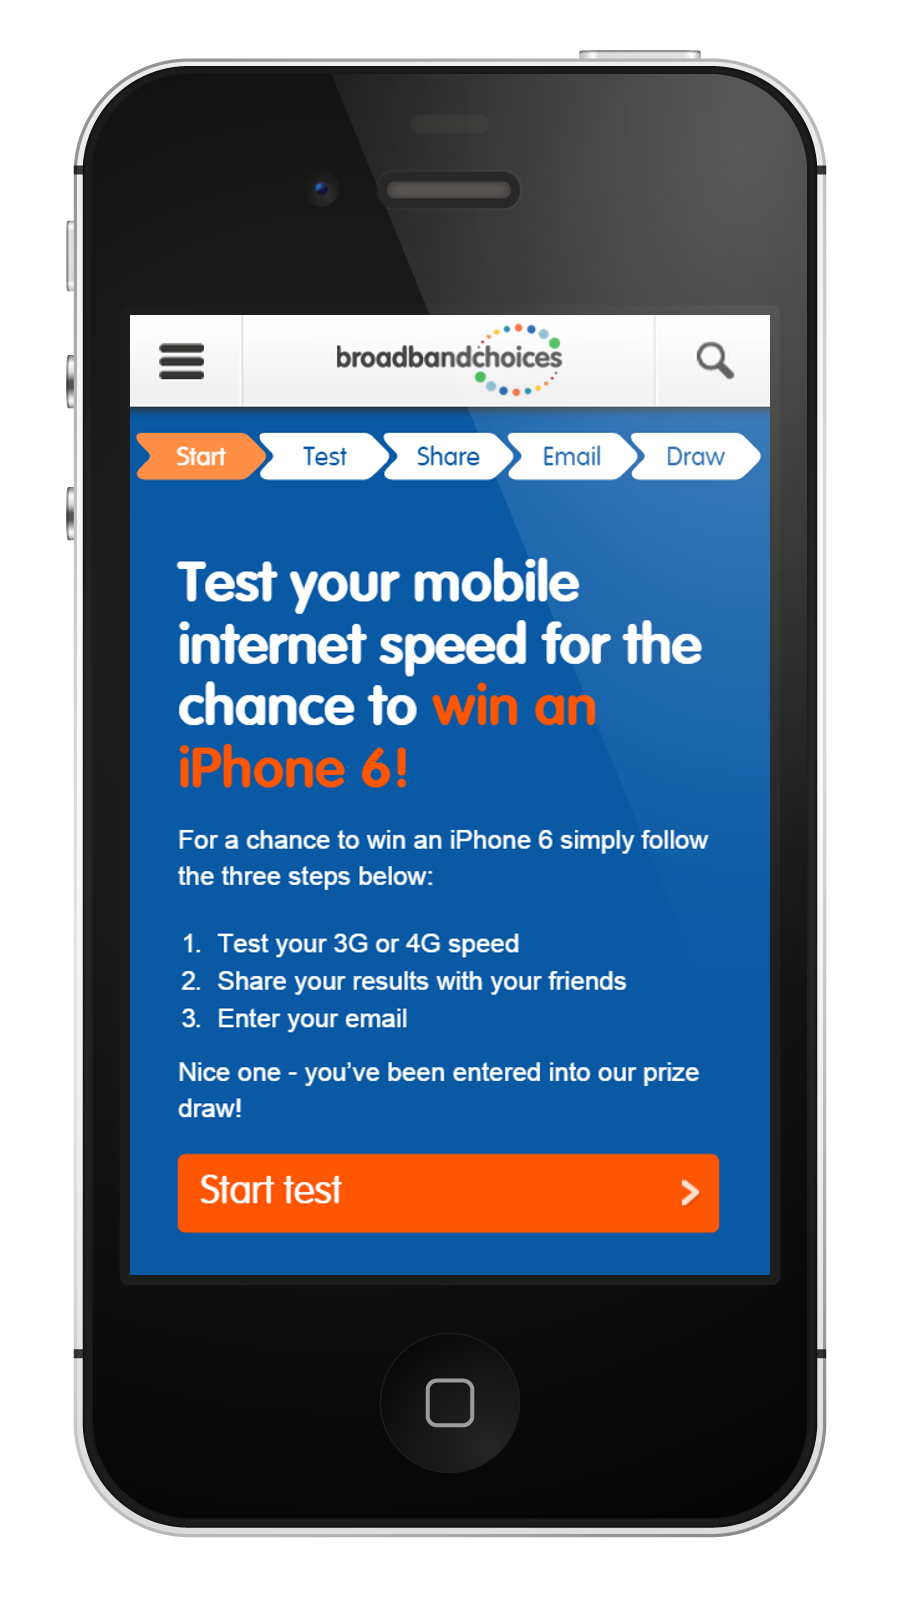 broadbandchoices
Start Test Share Email Draw
Test your mobile
internet speed for the
chance to win an
iPhone 6!
For a chance to win an iPhone 6 simply follow
the three steps below:
1. Test your 3G or 4G speed
2. Share your results with your friends
3. Enter your email
Nice one - you’ve been entered into our prize
draw!
Start test